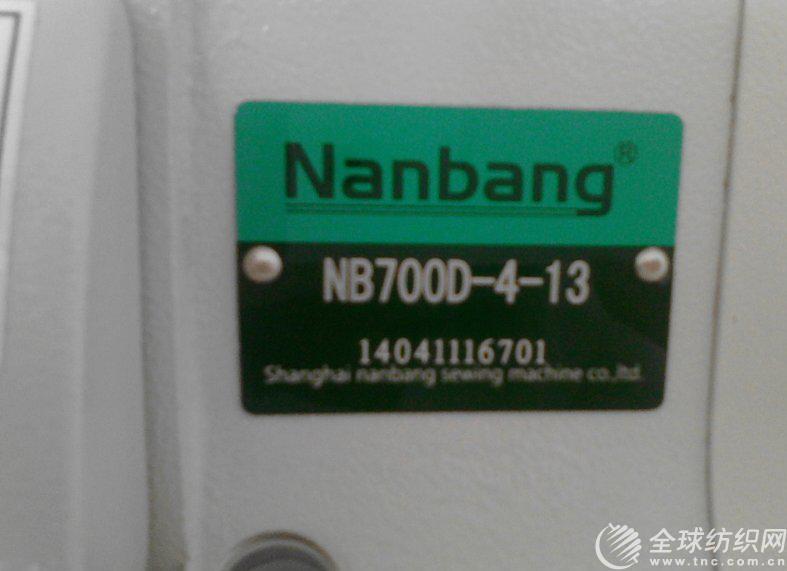 Nanbang®
NB700D-4-13
14041116701
Shanghai nanbang sewing machine co.,ltd.
全球纺织网
www.tnc.com.cn